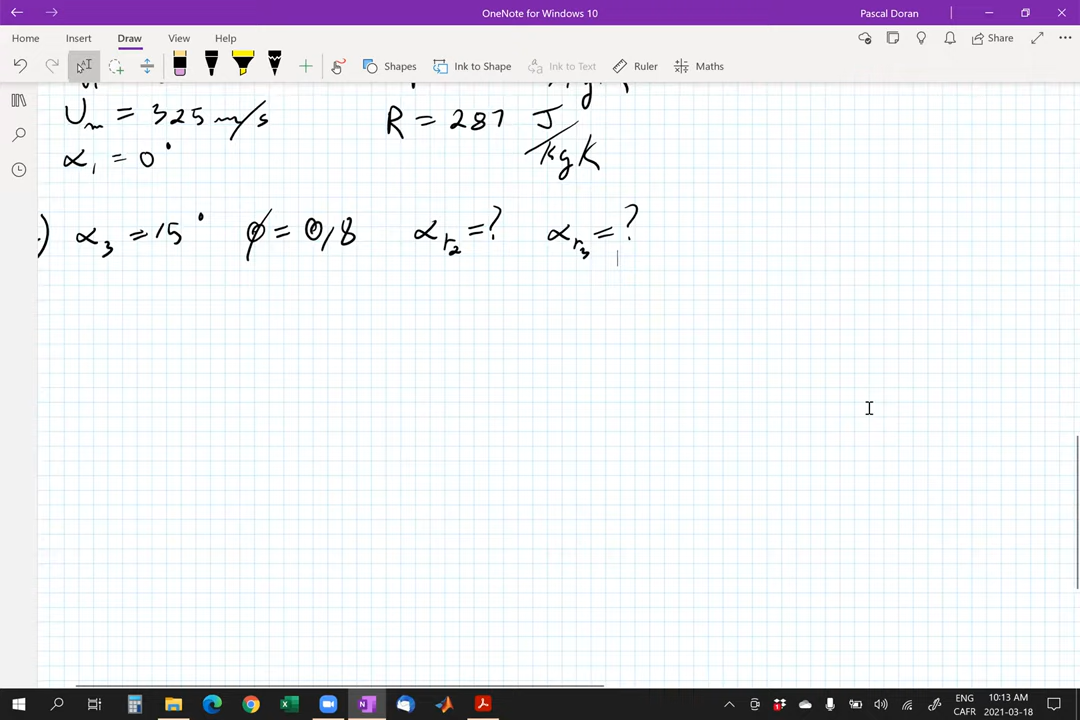 OneNote for Windows 10
Pascal Doran
Home Insert Draw View Help
Share
Shapes Ink to Shape Ink to Text Ruler Maths
Um = 325 m/s R = 287 J/kgK
α1 = 0°
) α3 = 15° φ = 0,8 αr2 = ? αr3 = ?
ENG 10:13 AM
CAFR 2021-03-18